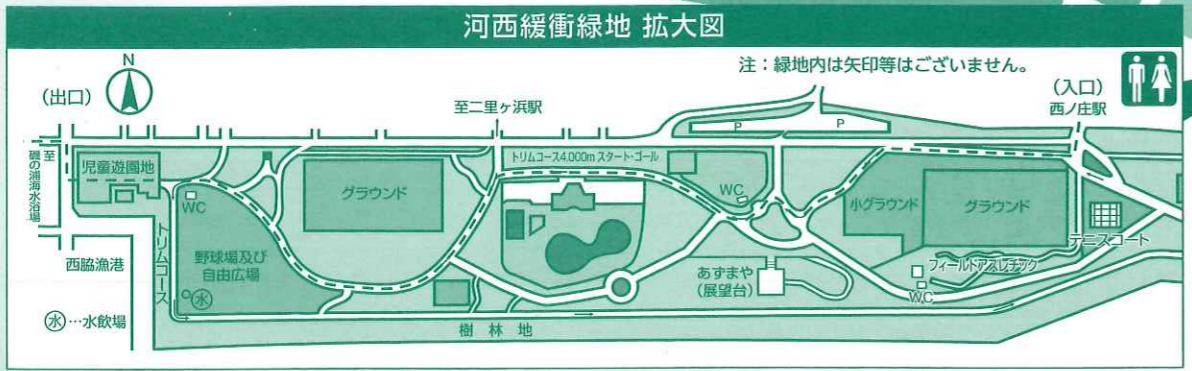 河西緩衝緑地 拡大図
注：緑地内は矢印等はございません。
N
(出口)
(入口)
西ノ庄駅
至二里ヶ浜駅
P
P
トリムコース4.000m スタート・ゴール
至
磯の浦海水浴場
児童遊園地
WC
グラウンド
WC
小グラウンド
グラウンド
テニスコート
トリムコース
野球場及び
自由広場
西脇漁港
あずまや
(展望台)
フィールドアスレチック
WC
水
水…水飲場
樹林地